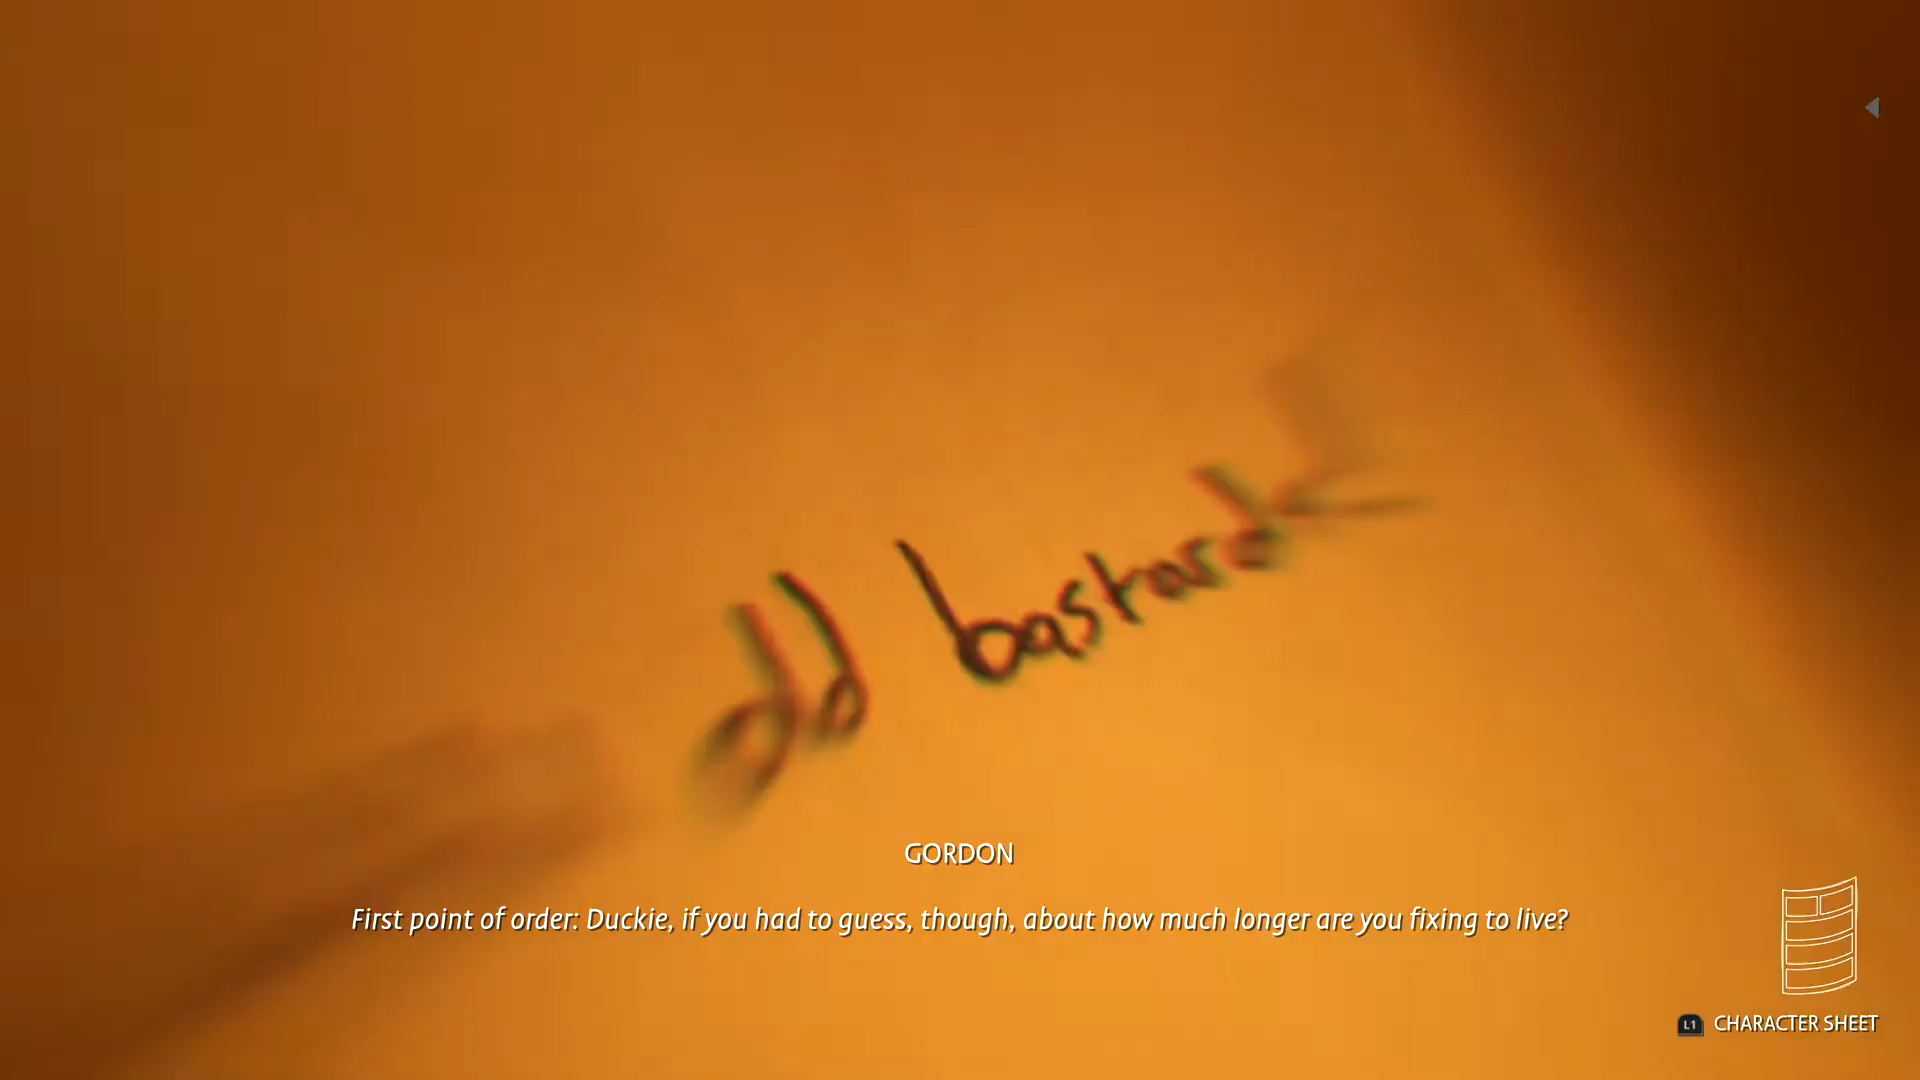 old bastard
GORDON
First point of order: Duckie, if you had to guess, though, about how much longer are you fixing to live?
L1 CHARACTER SHEET